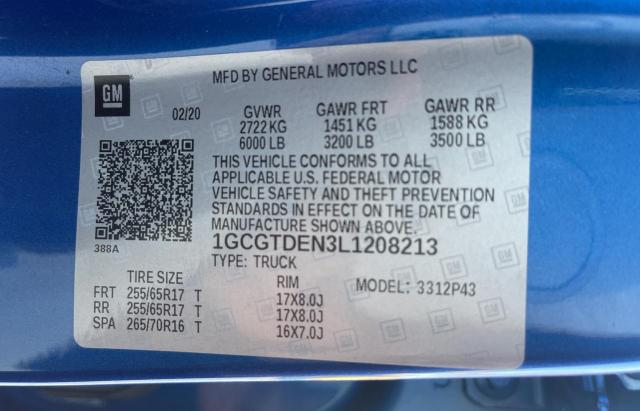 MFD BY GENERAL MOTORS LLC
GM
02/20 GVWR GAWR FRT GAWR RR
2722 KG 1451 KG 1588 KG
6000 LB 3200 LB 3500 LB
THIS VEHICLE CONFORMS TO ALL
APPLICABLE U.S. FEDERAL MOTOR
VEHICLE SAFETY AND THEFT PREVENTION
STANDARDS IN EFFECT ON THE DATE OF
MANUFACTURE SHOWN ABOVE.
388A
1GCGTDEN3L1208213
TYPE: TRUCK
TIRE SIZE RIM MODEL: 3312P43
FRT 255/65R17 T 17X8.0J
RR 255/65R17 T 17X8.0J
SPA 265/70R16 T 16X7.0J